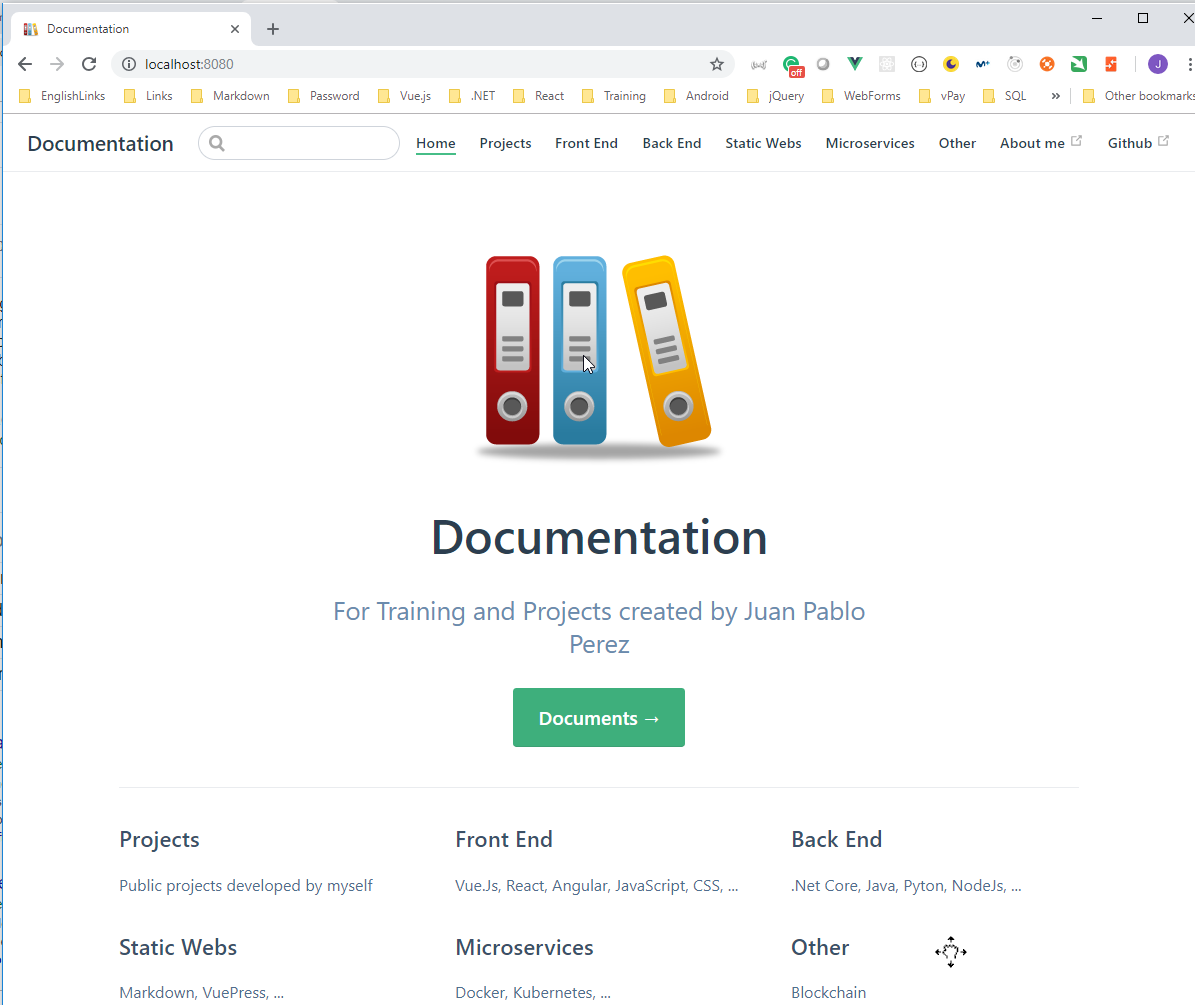 Documentation
localhost:8080
off
J
EnglishLinks Links Markdown Password Vue.js .NET React Training Android jQuery WebForms vPay SQL » Other bookmarks
Documentation Home Projects Front End Back End Static Webs Microservices Other About me Github
Documentation
For Training and Projects created by Juan Pablo
Perez
Documents →
Projects Front End Back End
Public projects developed by myself Vue.Js, React, Angular, JavaScript, CSS, ... .Net Core, Java, Pyton, NodeJs, ...
Static Webs Microservices Other
Markdown, VuePress, ... Docker, Kubernetes, ... Blockchain